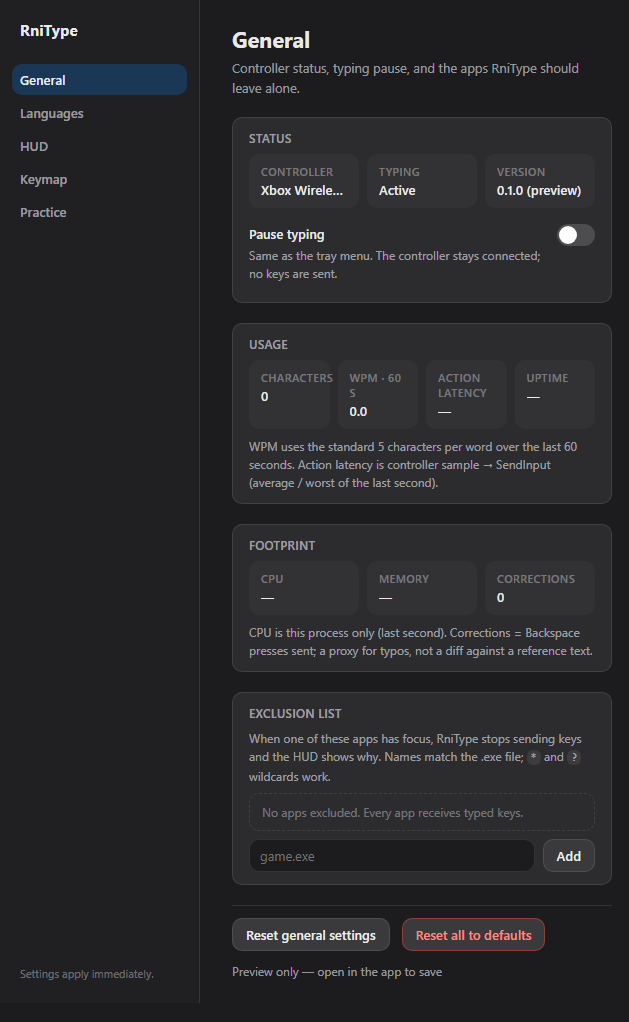 RniType
General
Languages
HUD
Keymap
Practice
Settings apply immediately.
General
Controller status, typing pause, and the apps RniType should
leave alone.
STATUS
CONTROLLER
Xbox Wirele...
TYPING
Active
VERSION
0.1.0 (preview)
Pause typing
Same as the tray menu. The controller stays connected;
no keys are sent.
USAGE
CHARACTERS
0
WPM · 60
S
0.0
ACTION
LATENCY
—
UPTIME
—
WPM uses the standard 5 characters per word over the last 60
seconds. Action latency is controller sample → SendInput
(average / worst of the last second).
FOOTPRINT
CPU
—
MEMORY
—
CORRECTIONS
0
CPU is this process only (last second). Corrections = Backspace
presses sent; a proxy for typos, not a diff against a reference text.
EXCLUSION LIST
When one of these apps has focus, RniType stops sending keys
and the HUD shows why. Names match the .exe file; * and ?
wildcards work.
No apps excluded. Every app receives typed keys.
game.exe
Add
Reset general settings
Reset all to defaults
Preview only — open in the app to save